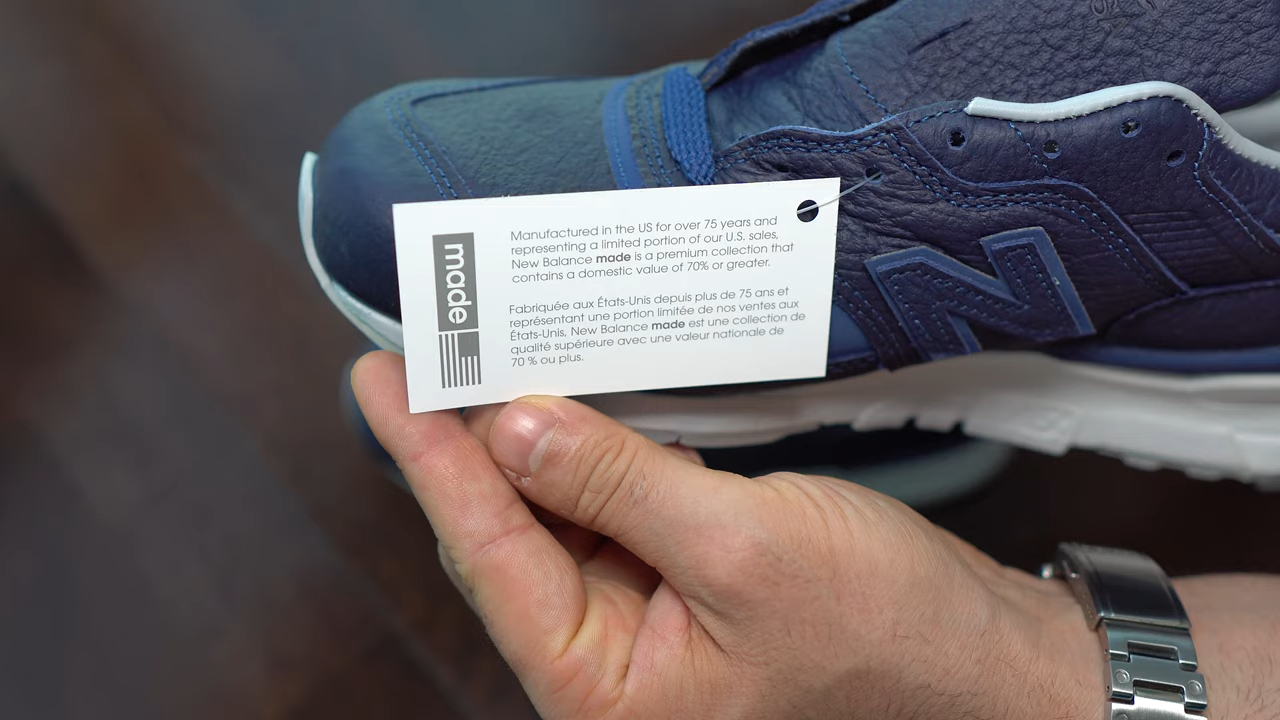 made
Manufactured in the US for over 75 years and
representing a limited portion of our U.S. sales,
New Balance made is a premium collection that
contains a domestic value of 70% or greater.
Fabriquée aux États-Unis depuis plus de 75 ans et
représentant une portion limitée de nos ventes aux
États-Unis, New Balance made est une collection de
qualité supérieure avec une valeur nationale de
70 % ou plus.
N